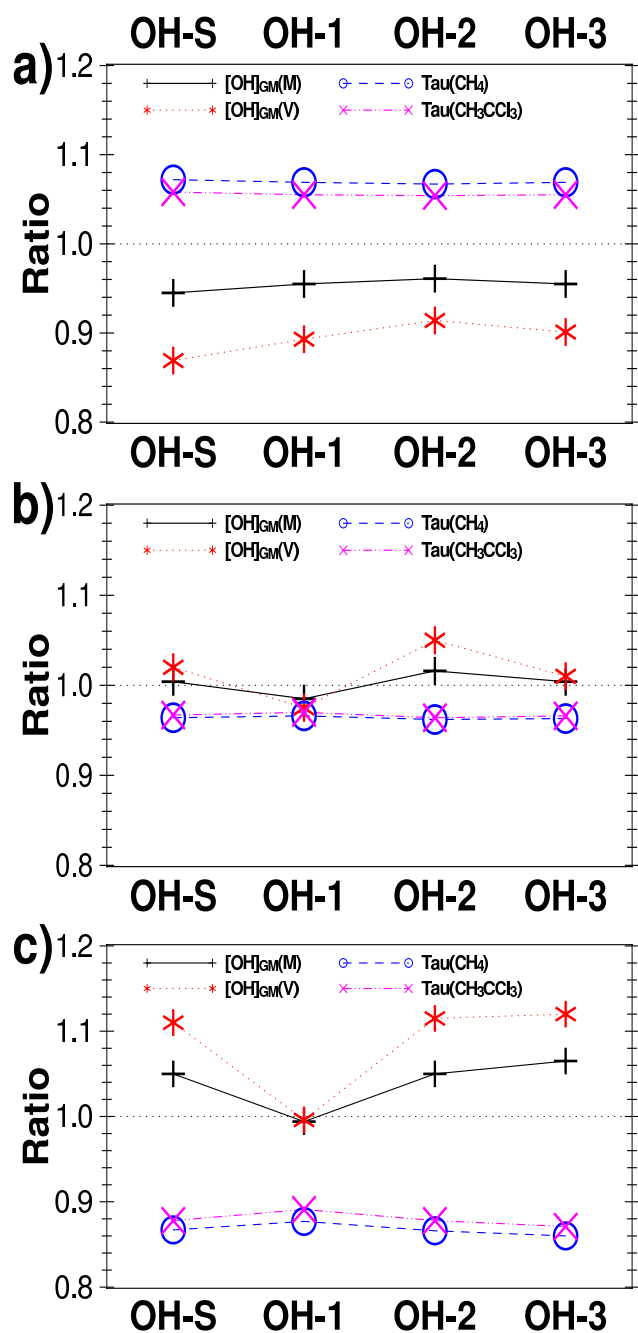 OH-S OH-1 OH-2 OH-3
a)
1.2
[OH]GM(M) Tau(CH4)
[OH]GM(V) Tau(CH3CCl3)
1.1
1.0
Ratio
0.9
0.8
OH-S OH-1 OH-2 OH-3
b)
1.2
[OH]GM(M) Tau(CH4)
[OH]GM(V) Tau(CH3CCl3)
1.1
1.0
Ratio
0.9
0.8
OH-S OH-1 OH-2 OH-3
c)
1.2
[OH]GM(M) Tau(CH4)
[OH]GM(V) Tau(CH3CCl3)
1.1
1.0
Ratio
0.9
0.8
OH-S OH-1 OH-2 OH-3